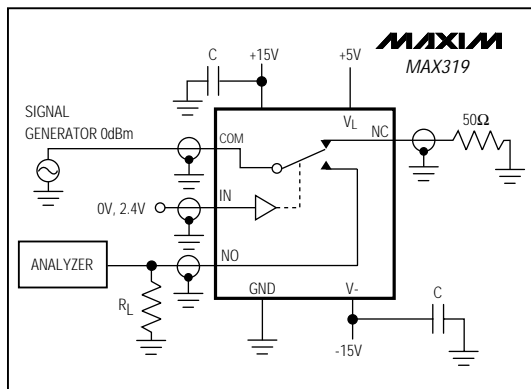 C
+15V
+5V
MAXIM
MAX319
SIGNAL
GENERATOR 0dBm
COM
VL
NC
50Ω
IN
0V, 2.4V
ANALYZER
NO
RL
GND
V-
C
-15V